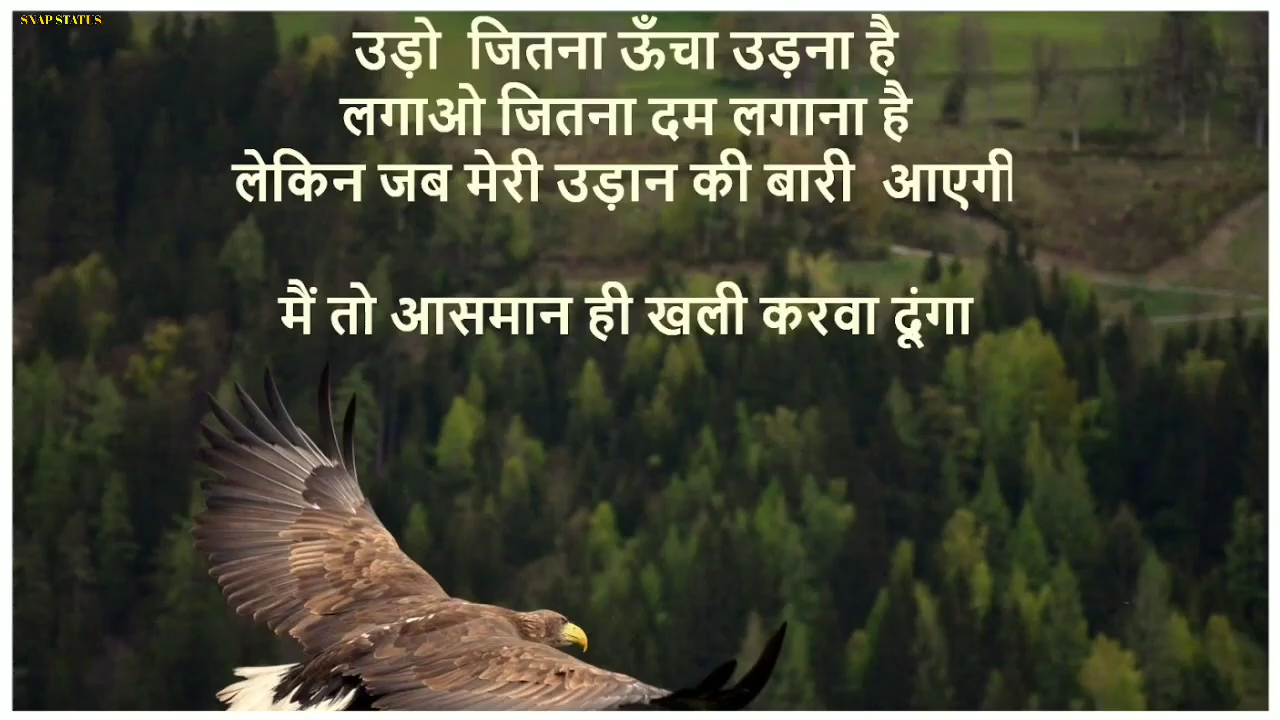 SNAP STATUS
उड़ो जितना ऊँचा उड़ना है
लगाओ जितना दम लगाना है
लेकिन जब मेरी उड़ान की बारी आएगी
मैं तो आसमान ही खली करवा दूंगा